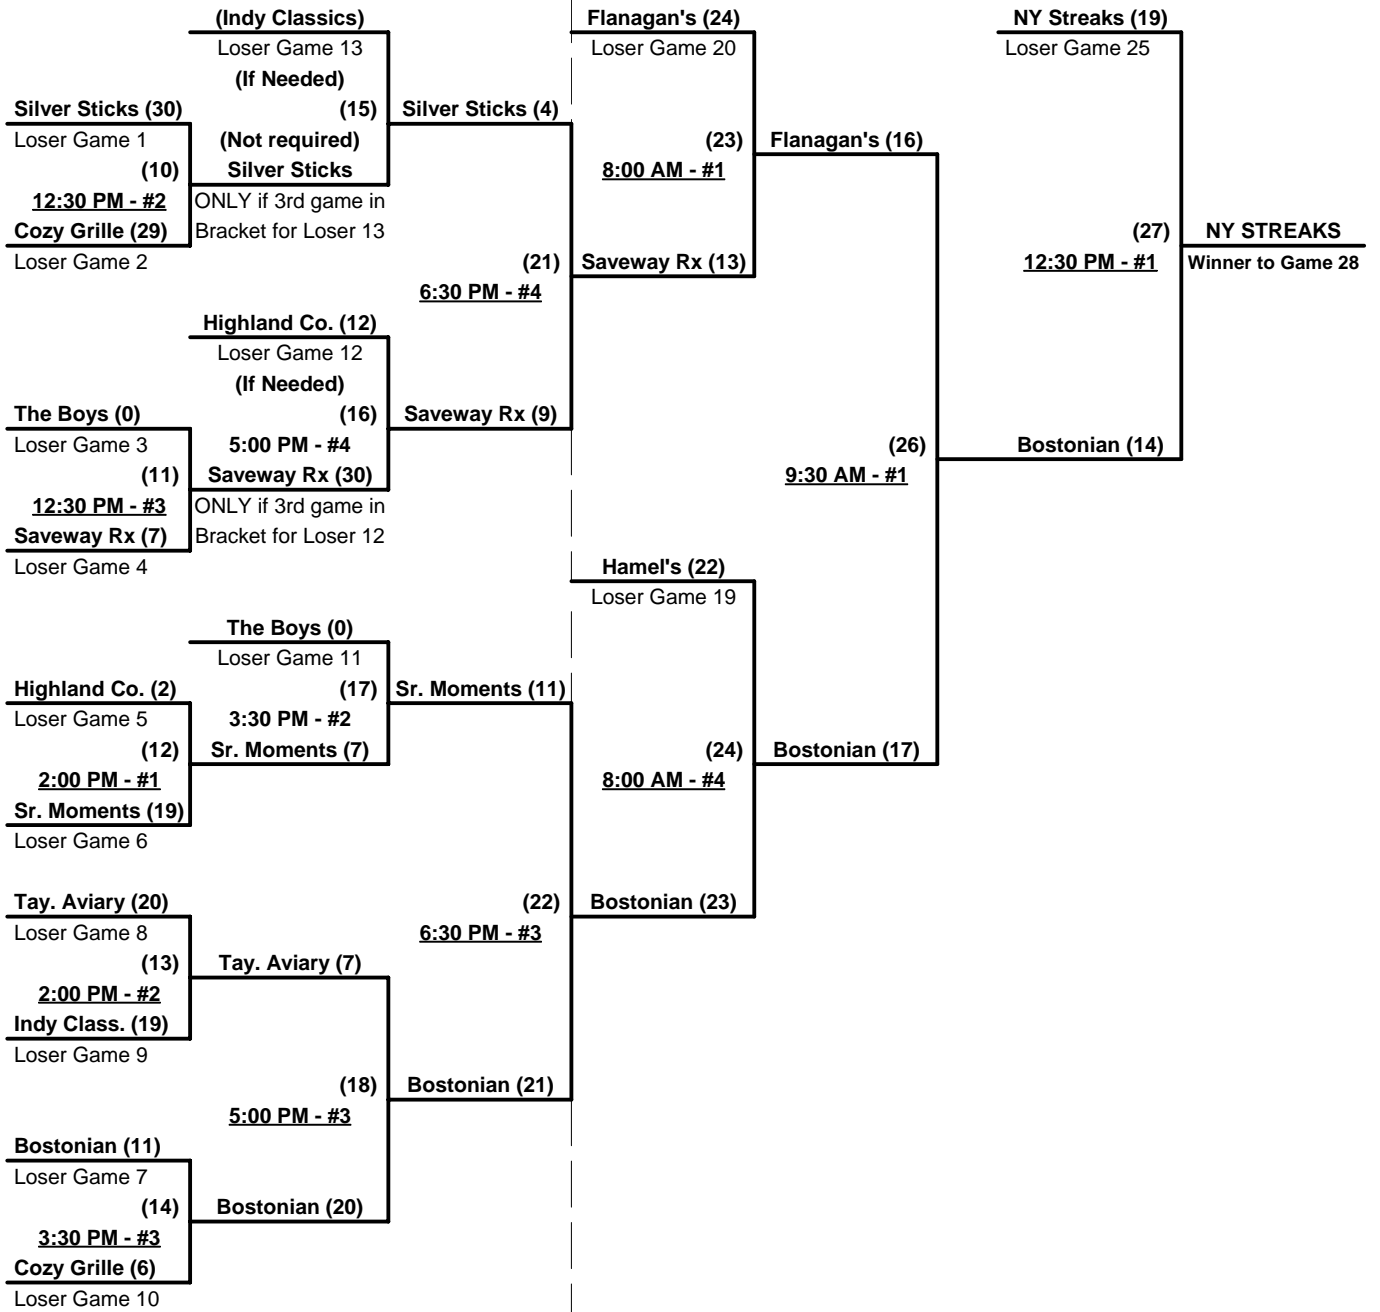 (Indy Classics)
Loser Game 13
(If Needed)
Silver Sticks (30)
(15)
Silver Sticks (4)
Loser Game 1
(Not required)
(10)
Silver Sticks
12:30 PM - #2
ONLY if 3rd game in
Cozy Grille (29)
Bracket for Loser 13
Loser Game 2
(21)
6:30 PM - #4
Highland Co. (12)
Loser Game 12
(If Needed)
The Boys (0)
(16)
Saveway Rx (9)
Loser Game 3
5:00 PM - #4
(11)
Saveway Rx (30)
12:30 PM - #3
ONLY if 3rd game in
Saveway Rx (7)
Bracket for Loser 12
Loser Game 4
The Boys (0)
Loser Game 11
Highland Co. (2)
(17)
Sr. Moments (11)
Loser Game 5
3:30 PM - #2
(12)
Sr. Moments (7)
2:00 PM - #1
Sr. Moments (19)
Loser Game 6
Tay. Aviary (20)
(22)
Loser Game 8
6:30 PM - #3
(13)
Tay. Aviary (7)
2:00 PM - #2
Indy Class. (19)
Loser Game 9
(18)
Bostonian (21)
5:00 PM - #3
Bostonian (11)
Loser Game 7
(14)
Bostonian (20)
3:30 PM - #3
Cozy Grille (6)
Loser Game 10
Flanagan's (24)
Loser Game 20
(23)
Flanagan's (16)
8:00 AM - #1
Saveway Rx (13)
(26)
9:30 AM - #1
Hamel's (22)
Loser Game 19
(24)
Bostonian (17)
8:00 AM - #4
Bostonian (23)
NY Streaks (19)
Loser Game 25
(27)
NY STREAKS
12:30 PM - #1
Winner to Game 28
Bostonian (14)